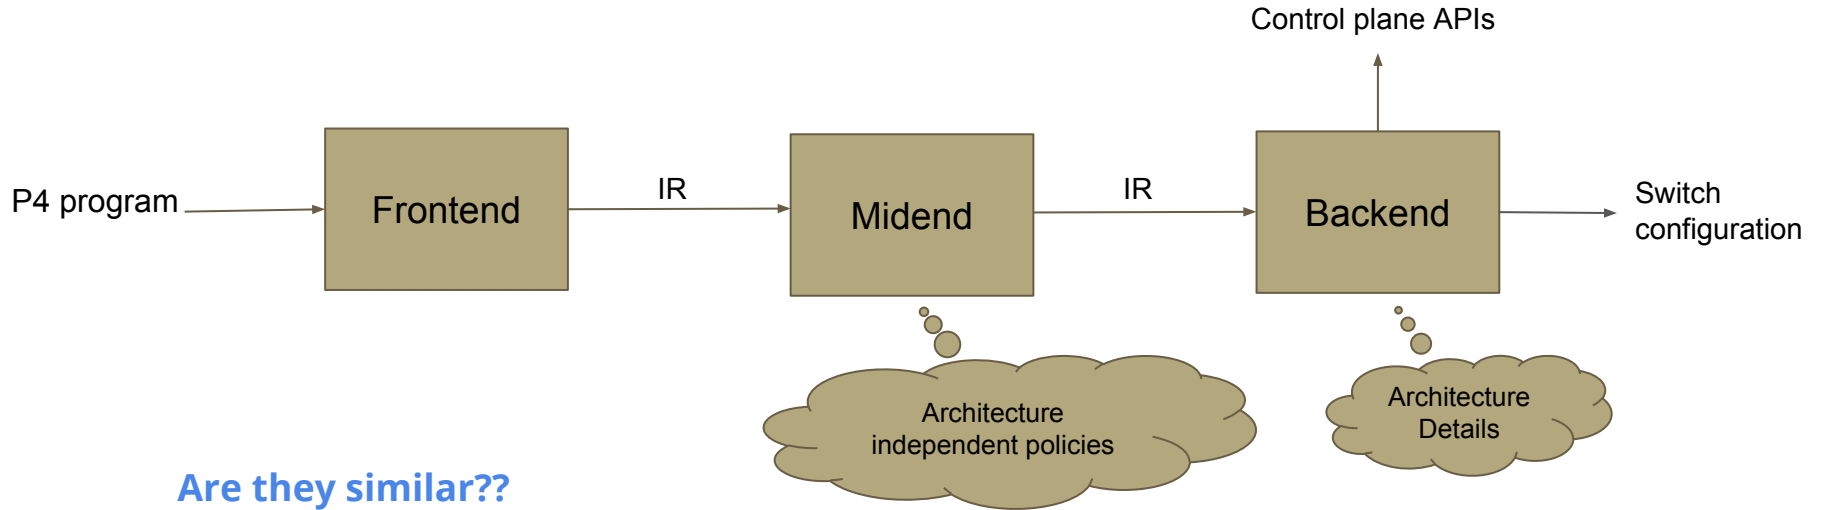 Control plane APIs
P4 program
Frontend
IR
Midend
IR
Backend
Switch
configuration
Architecture
independent policies
Architecture
Details
Are they similar??